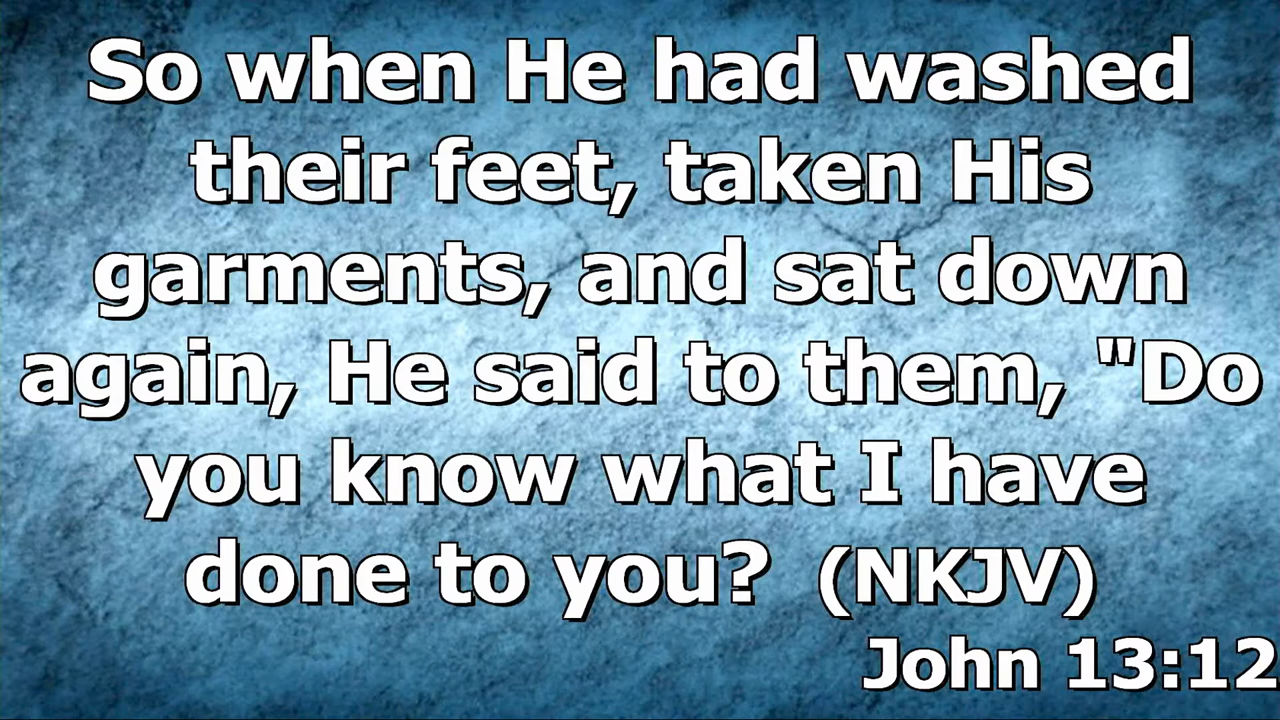 So when He had washed
their feet, taken His
garments, and sat down
again, He said to them, "Do
you know what I have
done to you?  (NKJV)
John 13:12